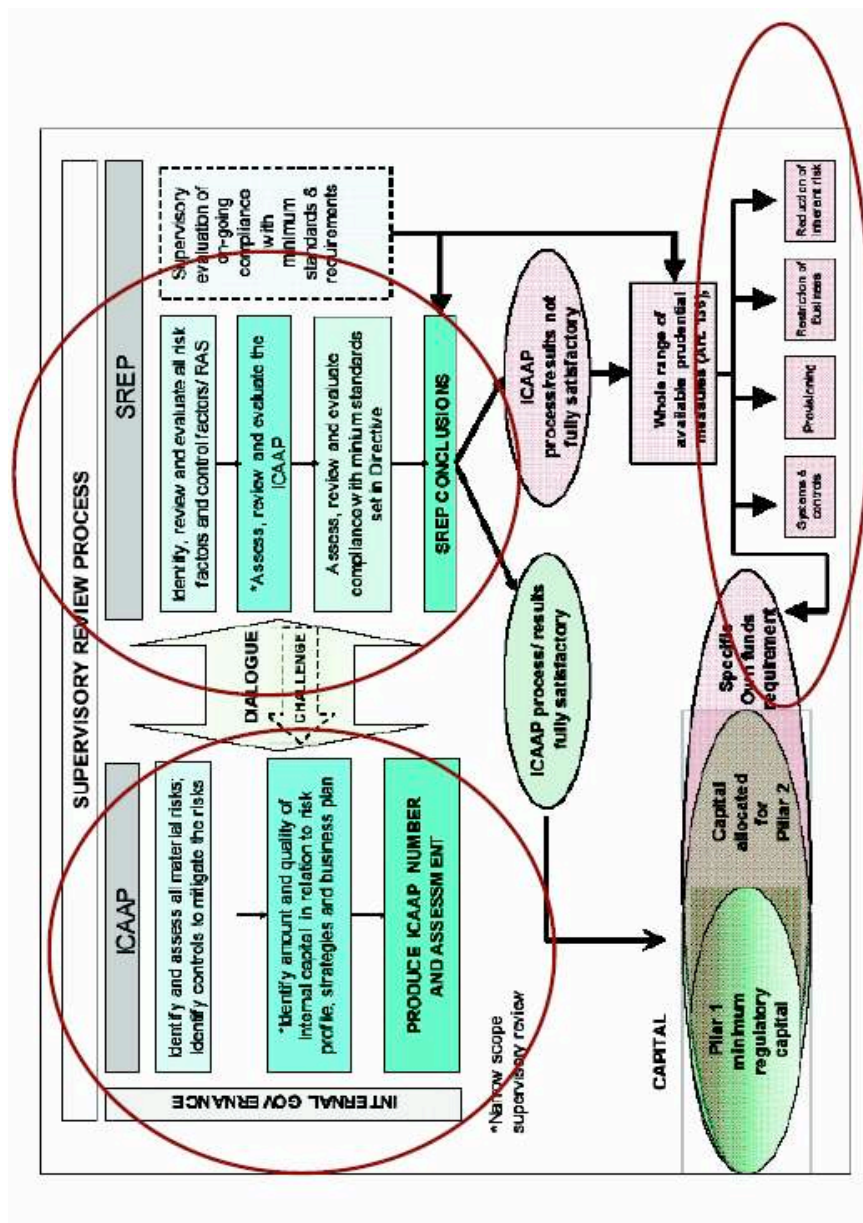 SUPERVISORY REVIEW PROCESS
ICAAP
SREP
INTERNAL GOVERNANCE
Identify and assess all material risks;
Identify controls to mitigate the risks
*Identify amount and quality of
internal capital in relation to risk
profile, strategies and business plan
PRODUCE ICAAP NUMBER
AND ASSESSMENT
*Narrow scope
supervisory review
DIALOGUE
CHALLENGE
Identify, review and evaluate all risk
factors and control factors/ RAS
*Assess, review and evaluate the
ICAAP
Assess, review and evaluate
compliance with minium standards
set in Directive
SREP CONCLUSIONS
Supervisory
evaluation of
on-going
compliance
with
minimum
standards &
requirements
ICAAP process/ results
fully satisfactory
ICAAP
process/results not
fully satisfactory
Whole range of
available prudential
measures (Art. 136),
CAPITAL
Pillar 1
minimum
regulatory
capital
Capital
allocated
for
Pillar 2
Specific
Own funds
requirement
Systems &
controls
Provisioning
Restriction of
Business
Reduction of
inherent risk